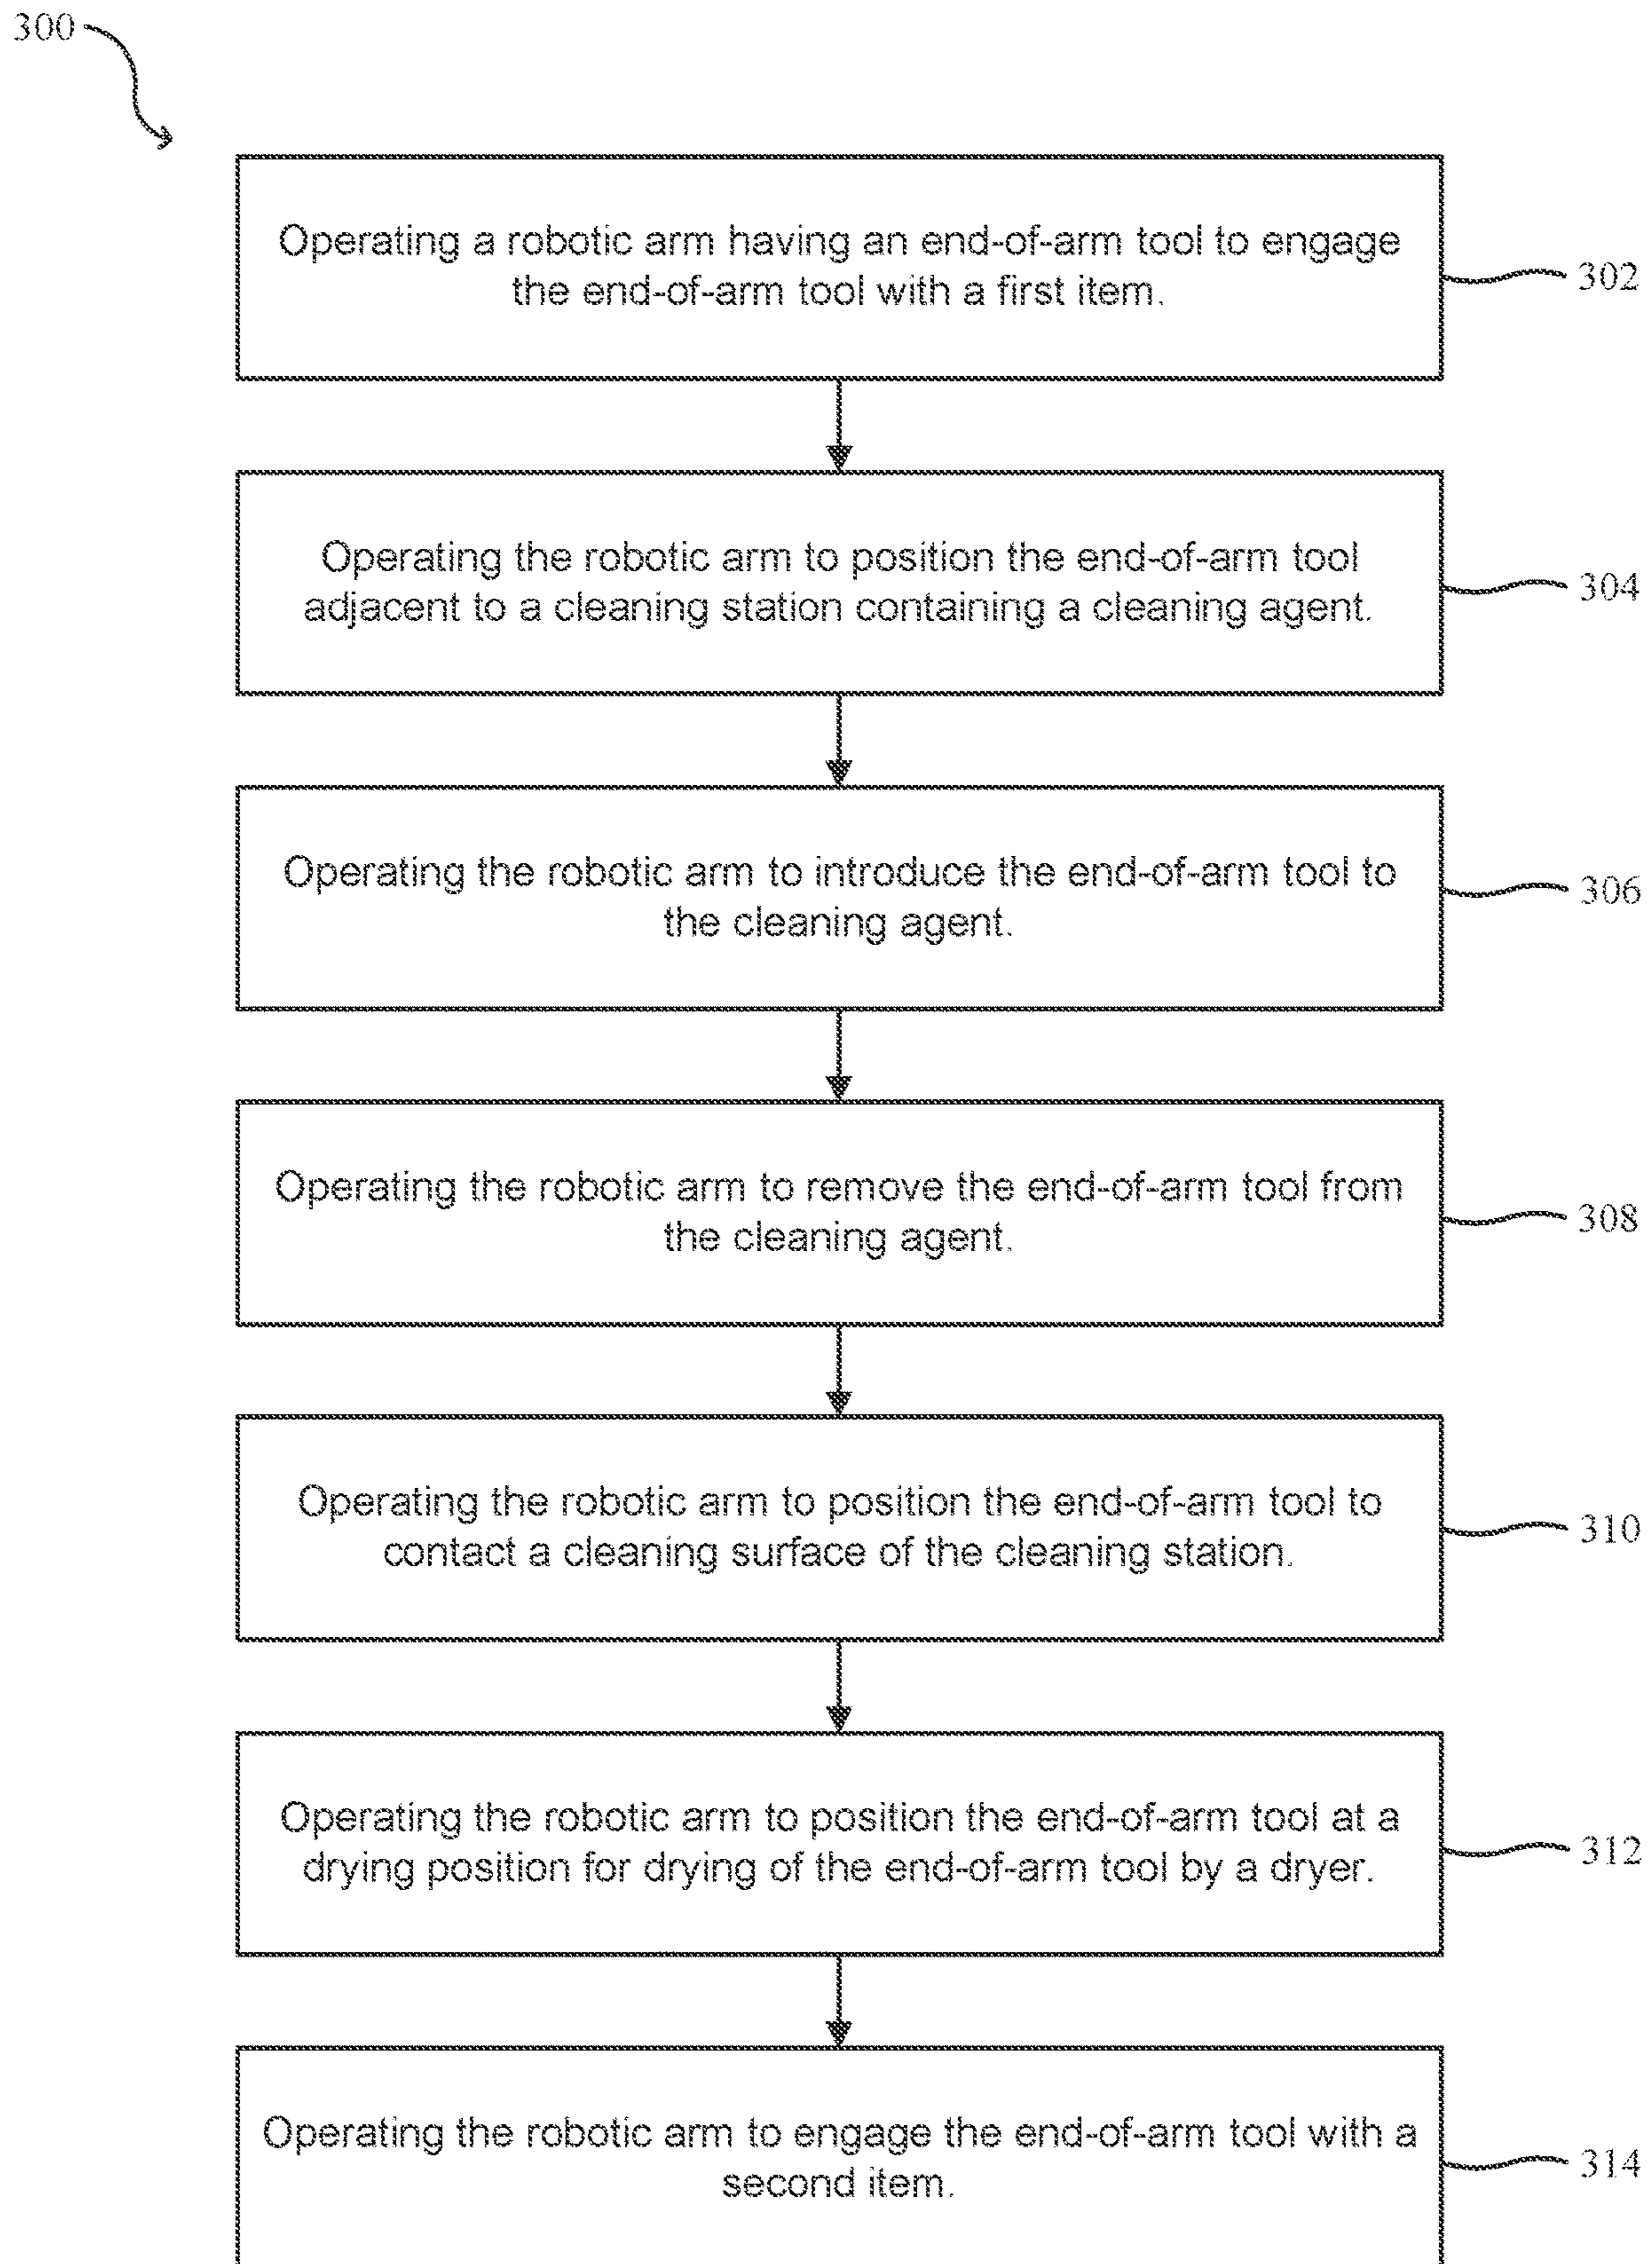 300
Operating a robotic arm having an end-of-arm tool to engage
the end-of-arm tool with a first item.
302
Operating the robotic arm to position the end-of-arm tool
adjacent to a cleaning station containing a cleaning agent.
304
Operating the robotic arm to introduce the end-of-arm tool to
the cleaning agent.
306
Operating the robotic arm to remove the end-of-arm tool from
the cleaning agent.
308
Operating the robotic arm to position the end-of-arm tool to
contact a cleaning surface of the cleaning station.
310
Operating the robotic arm to position the end-of-arm tool at a
drying position for drying of the end-of-arm tool by a dryer.
312
Operating the robotic arm to engage the end-of-arm tool with a
second item.
314